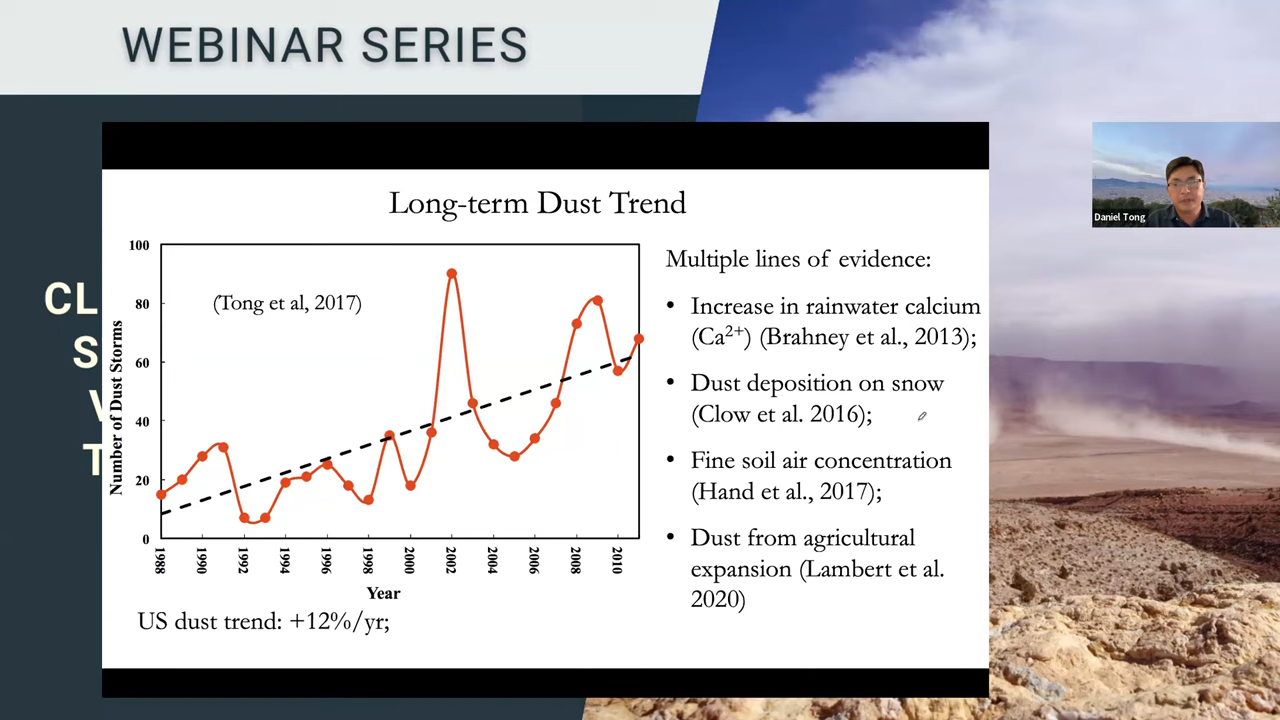 WEBINAR SERIES
CL
S
V
T
Daniel Tong
Long-term Dust Trend
(Tong et al, 2017)
Number of Dust Storms
100
80
60
40
20
0
1988
1990
1992
1994
1996
1998
2000
2002
2004
2006
2008
2010
Year
US dust trend: +12%/yr;
Multiple lines of evidence:
• Increase in rainwater calcium
(Ca²⁺) (Brahney et al., 2013);
• Dust deposition on snow
(Clow et al. 2016);
• Fine soil air concentration
(Hand et al., 2017);
• Dust from agricultural
expansion (Lambert et al.
2020)